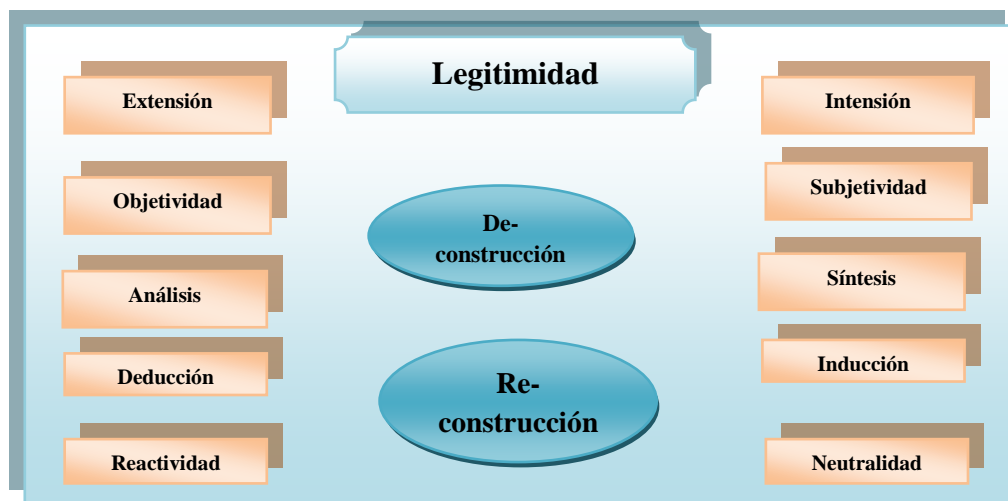 Legitimidad
Extensión
Intensión
Objetividad
Subjetividad
De-
construcción
Análisis
Síntesis
Deducción
Inducción
Re-
construcción
Reactividad
Neutralidad